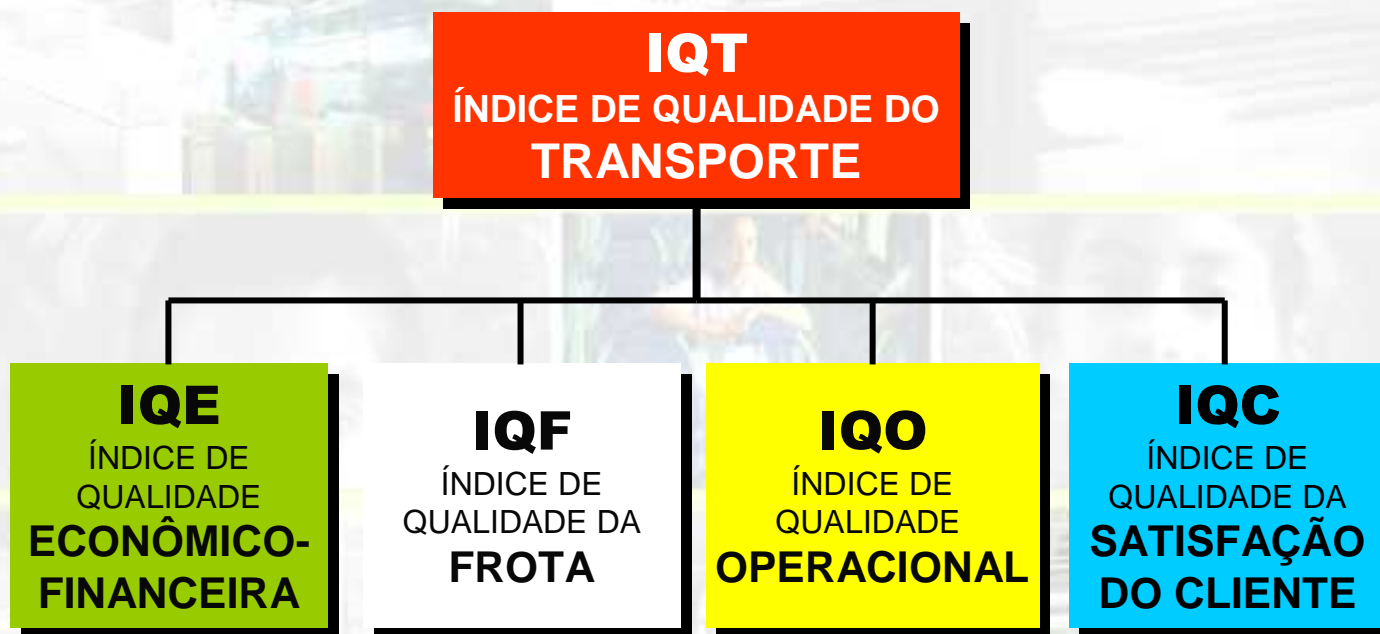 IQT
ÍNDICE DE QUALIDADE DO
TRANSPORTE
IQE
ÍNDICE DE
QUALIDADE
ECONÔMICO-
FINANCEIRA
IQF
ÍNDICE DE
QUALIDADE DA
FROTA
IQO
ÍNDICE DE
QUALIDADE
OPERACIONAL
IQC
ÍNDICE DE
QUALIDADE DA
SATISFAÇÃO
DO CLIENTE